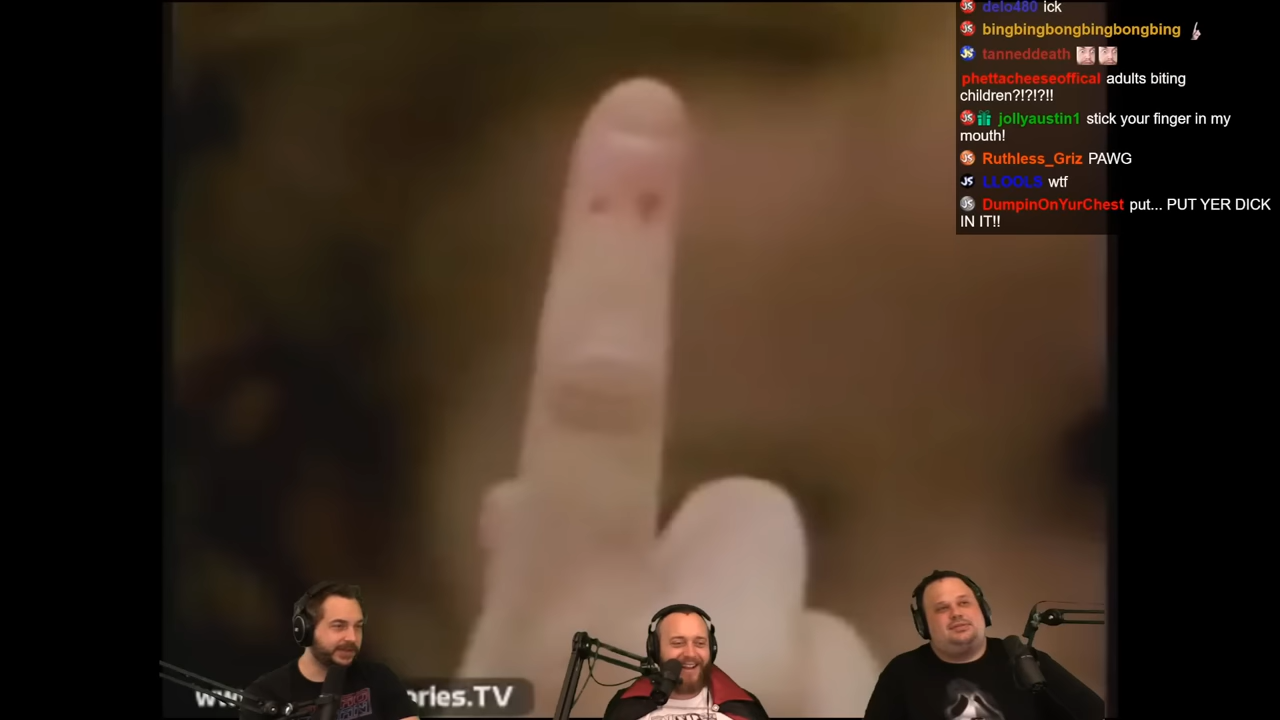 delo480 ick
bingbingbongbingbongbing
tanneddeath
phettacheeseoffical adults biting
children?!?!?!!
jollyaustin1 stick your finger in my
mouth!
Ruthless_Griz PAWG
LLOOLS wtf
DumpinOnYurChest put... PUT YER DICK
IN IT!!
ories.TV